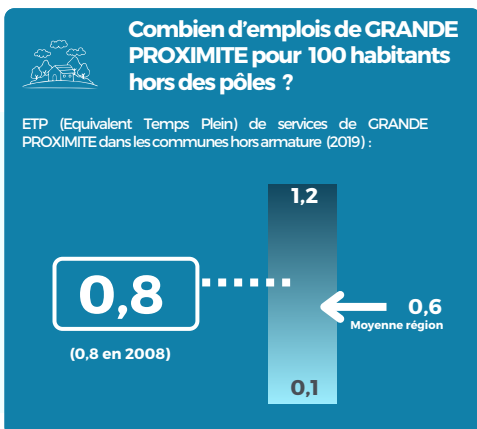 Combien d’emplois de GRANDE
PROXIMITE pour 100 habitants
hors des pôles ?
ETP (Equivalent Temps Plein) de services de GRANDE
PROXIMITE dans les communes hors armature (2019) :
1,2
0,8
0,6
Moyenne région
(0,8 en 2008)
0,1